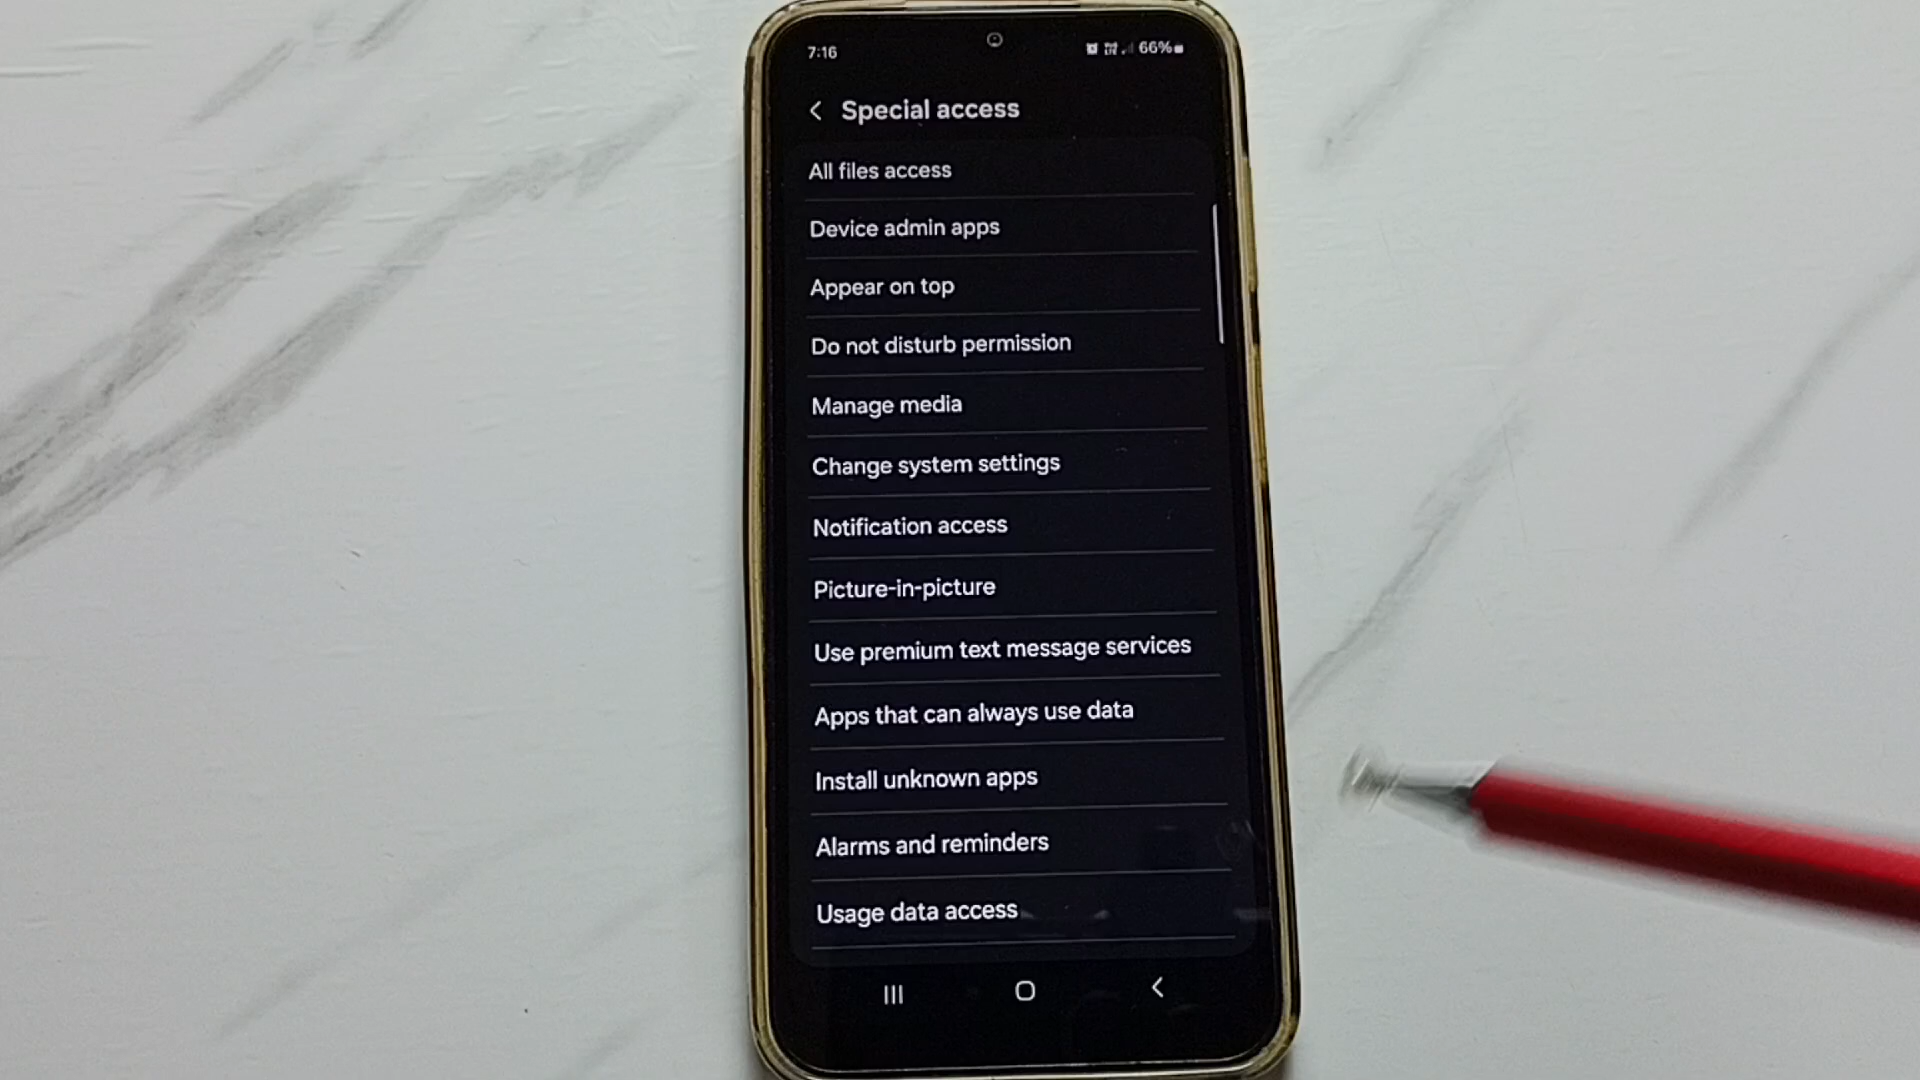 7:16
66%
Special access
All files access
Device admin apps
Appear on top
Do not disturb permission
Manage media
Change system settings
Notification access
Picture-in-picture
Use premium text message services
Apps that can always use data
Install unknown apps
Alarms and reminders
Usage data access